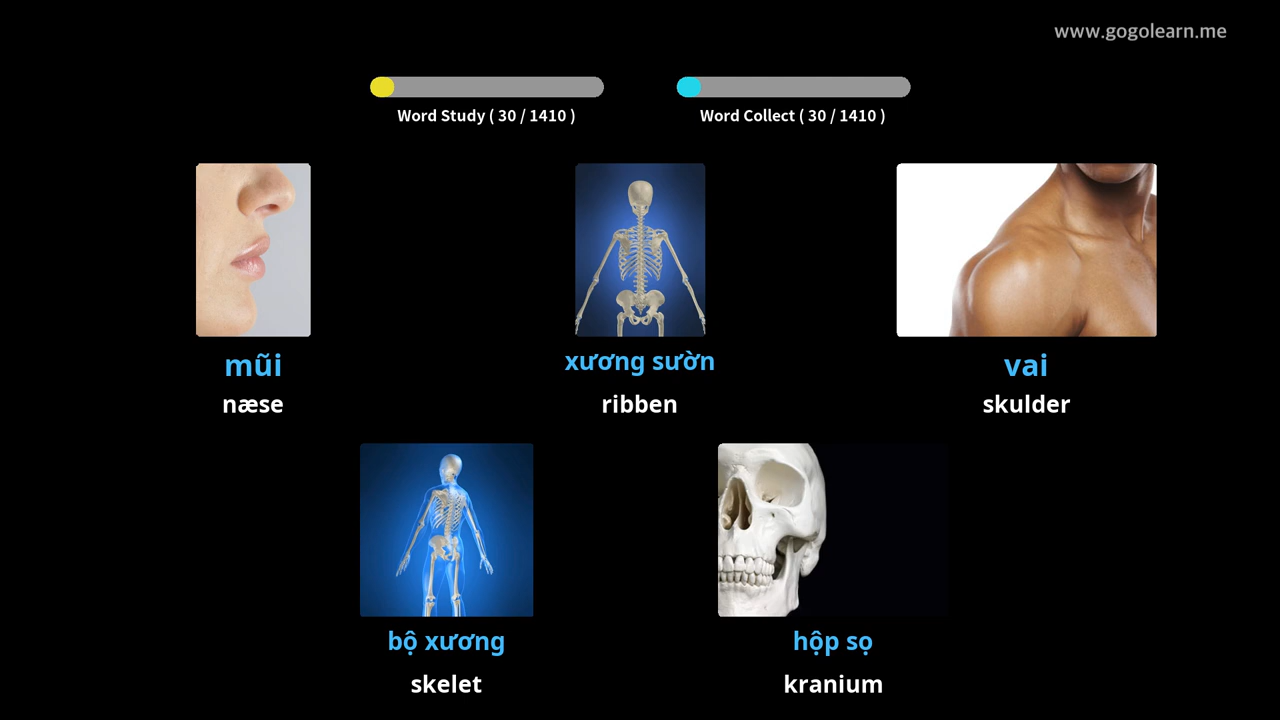 www.gogolearn.me
Word Study ( 30 / 1410 )
Word Collect ( 30 / 1410 )
mũi
næse
xương sườn
ribben
vai
skulder
bộ xương
skelet
hộp sọ
kranium